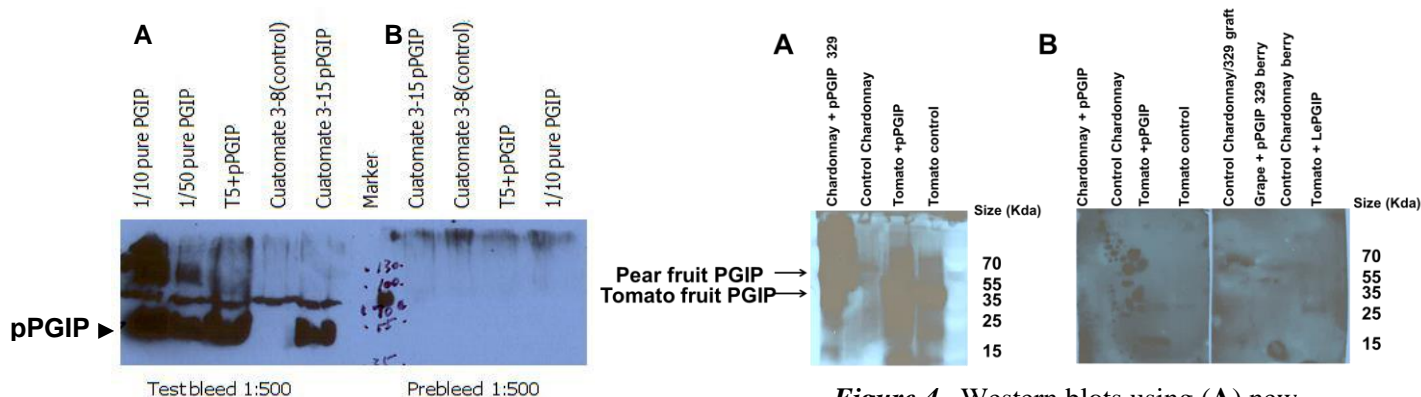 A
1/10 pure PGIP
1/50 pure PGIP
T5+pPGIP
Cuatomate 3-8(control)
Cuatomate 3-15 pPGIP
Marker
B
Cuatomate 3-15 pPGIP
Cuatomate 3-8(control)
T5+pPGIP
1/10 pure PGIP
130
100
70
55
25
pPGIP
Test bleed 1:500
Prebleed 1:500
A
Chardonnay + pPGIP 329
Control Chardonnay
Tomato +pPGIP
Tomato control
Size (Kda)
Pear fruit PGIP
Tomato fruit PGIP
70
55
35
25
15
B
Chardonnay + pPGIP
Control Chardonnay
Tomato +pPGIP
Tomato control
Control Chardonnay/329 graft
Grape + pPGIP 329 berry
Control Chardonnay berry
Tomato + LePGIP
Size (Kda)
70
55
35
25
15
Figure 4. Western blots using (A) new